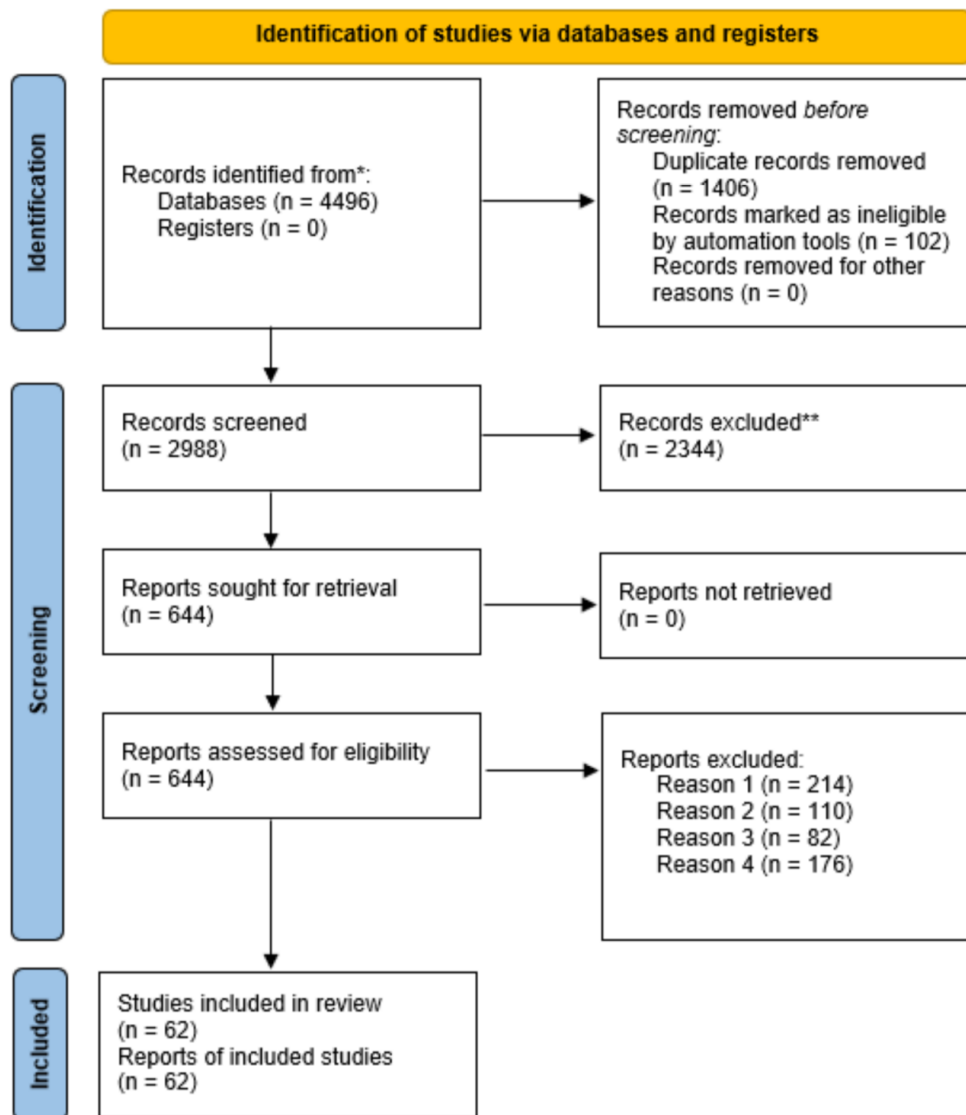 Identification of studies via databases and registers
Identification
Records identified from*:
Databases (n = 4496)
Registers (n = 0)
Records removed before
screening:
Duplicate records removed
(n = 1406)
Records marked as ineligible
by automation tools (n = 102)
Records removed for other
reasons (n = 0)
Screening
Records screened
(n = 2988)
Records excluded**
(n = 2344)
Reports sought for retrieval
(n = 644)
Reports not retrieved
(n = 0)
Reports assessed for eligibility
(n = 644)
Reports excluded:
Reason 1 (n = 214)
Reason 2 (n = 110)
Reason 3 (n = 82)
Reason 4 (n = 176)
Included
Studies included in review
(n = 62)
Reports of included studies
(n = 62)